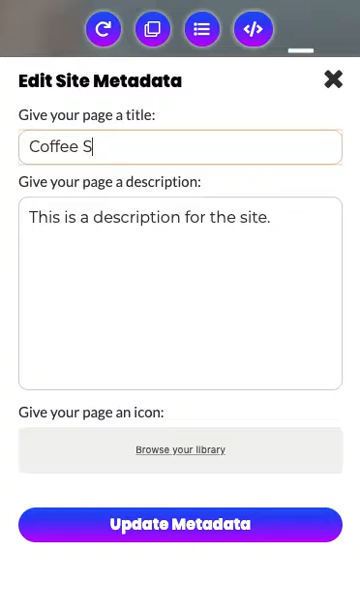 Edit Site Metadata
Give your page a title:
Coffee S
Give your page a description:
This is a description for the site.
Give your page an icon:
Browse your library
Update Metadata